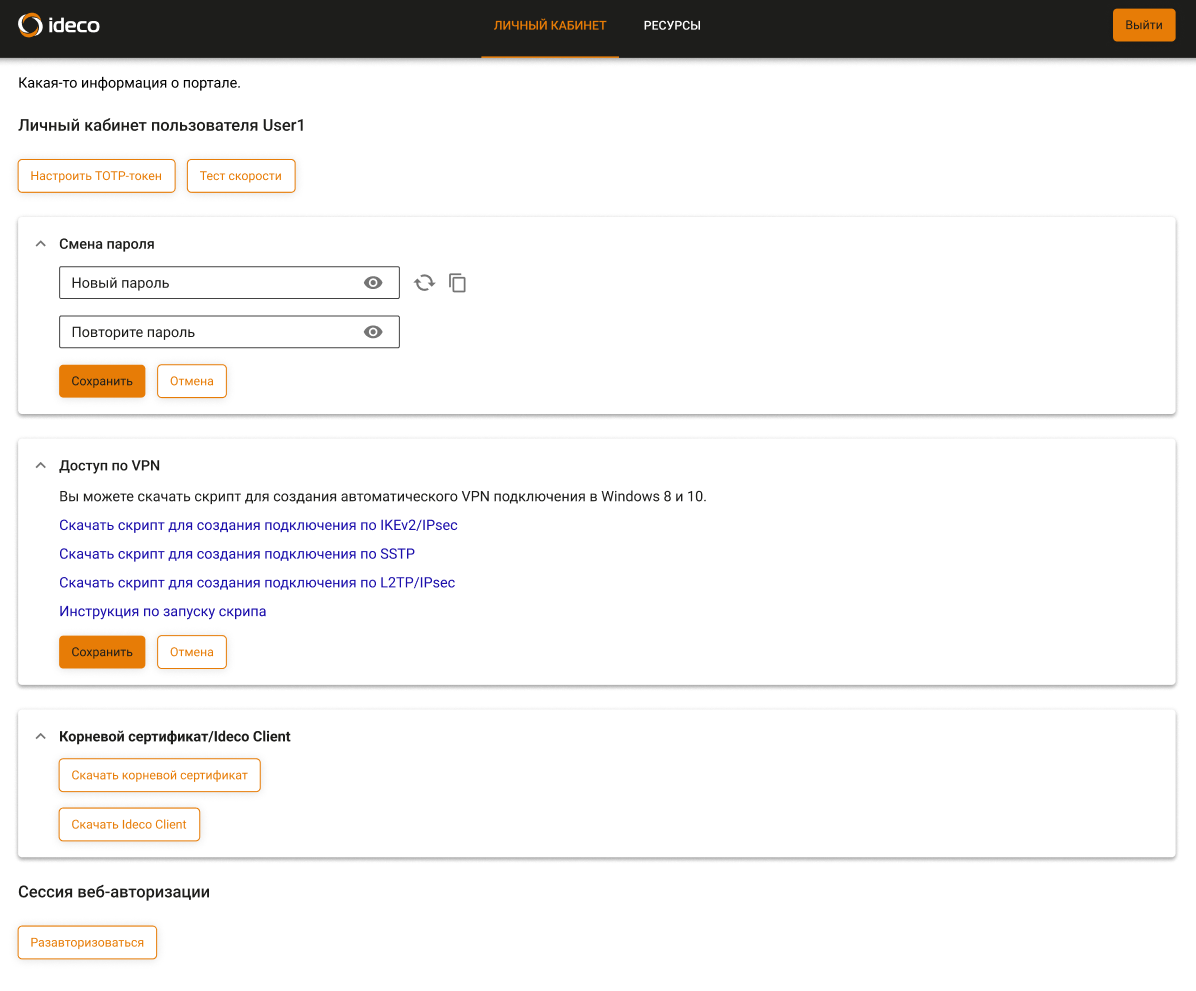 ideco
ЛИЧНЫЙ КАБИНЕТ
РЕСУРСЫ
Выйти
Какая-то информация о портале.
Личный кабинет пользователя User1
Настроить TOTP-токен
Тест скорости
Смена пароля
Новый пароль
Повторите пароль
Сохранить
Отмена
Доступ по VPN
Вы можете скачать скрипт для создания автоматического VPN подключения в Windows 8 и 10.
Скачать скрипт для создания подключения по IKEv2/IPsec
Скачать скрипт для создания подключения по SSTP
Скачать скрипт для создания подключения по L2TP/IPsec
Инструкция по запуску скрипа
Сохранить
Отмена
Корневой сертификат/Ideco Client
Скачать корневой сертификат
Скачать Ideco Client
Сессия веб-авторизации
Разавторизоваться